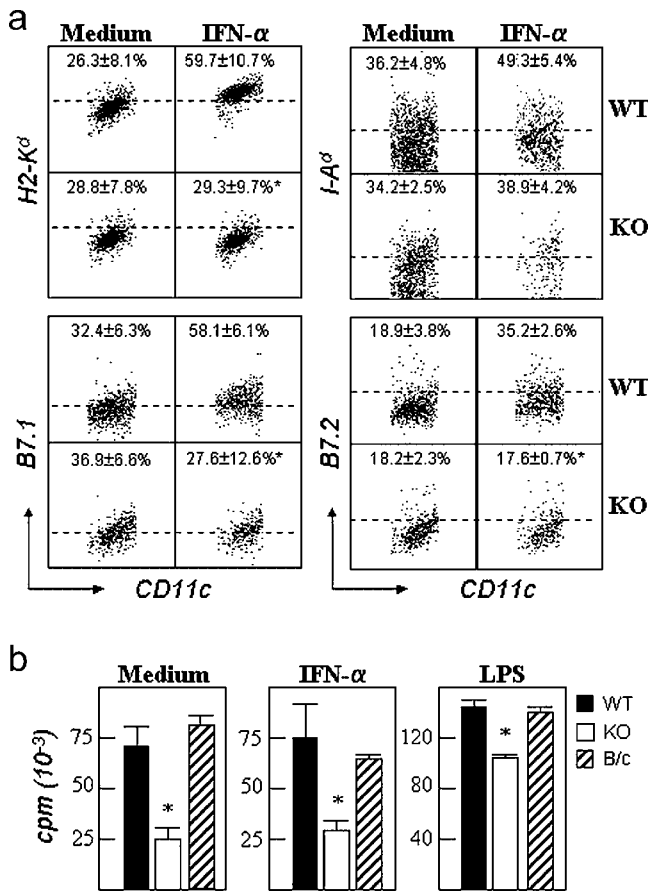 a
Medium IFN-α Medium IFN-α
26.3±8.1% 59.7±10.7% 36.2±4.8% 49.3±5.4%
H2-Kd I-Ad WT
28.8±7.8% 29.3±9.7%* 34.2±2.5% 38.9±4.2%
KO
32.4±6.3% 58.1±6.1% 18.9±3.8% 35.2±2.6%
B7.1 B7.2 WT
36.9±6.6% 27.6±12.6%* 18.2±2.3% 17.6±0.7%*
KO
CD11c CD11c
b
Medium IFN-α LPS
cpm (10-3)
75 75 120
50 50 80
25 25 40
* * *
WT
KO
B/c